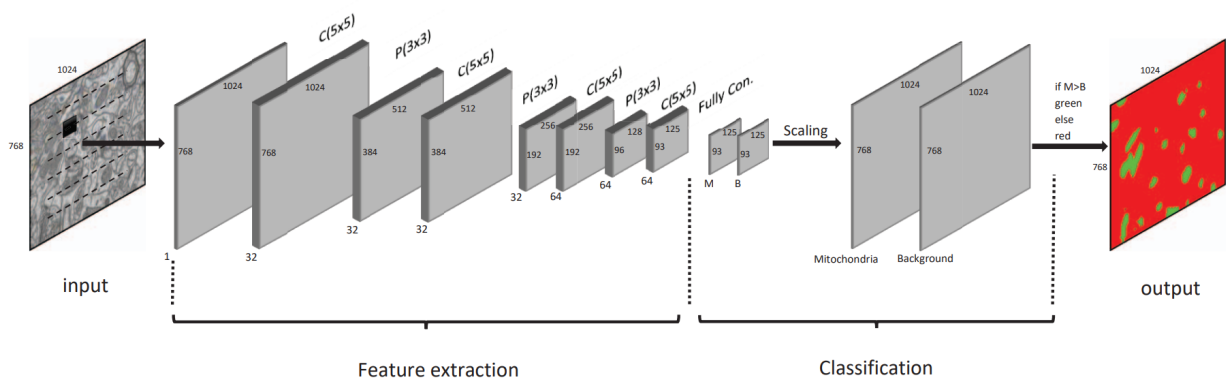 1024
768
input
1024
768
1
C(5x5)
1024
768
32
P(3x3)
512
384
32
C(5x5)
512
384
32
P(3x3)
256
192
32
C(5x5)
256
192
64
P(3x3)
128
96
64
C(5x5)
125
93
64
Fully Con.
125
93
M
125
93
B
Scaling
1024
768
Mitochondria
1024
768
Background
if M>B
green
else
red
1024
768
output
Feature extraction
Classification